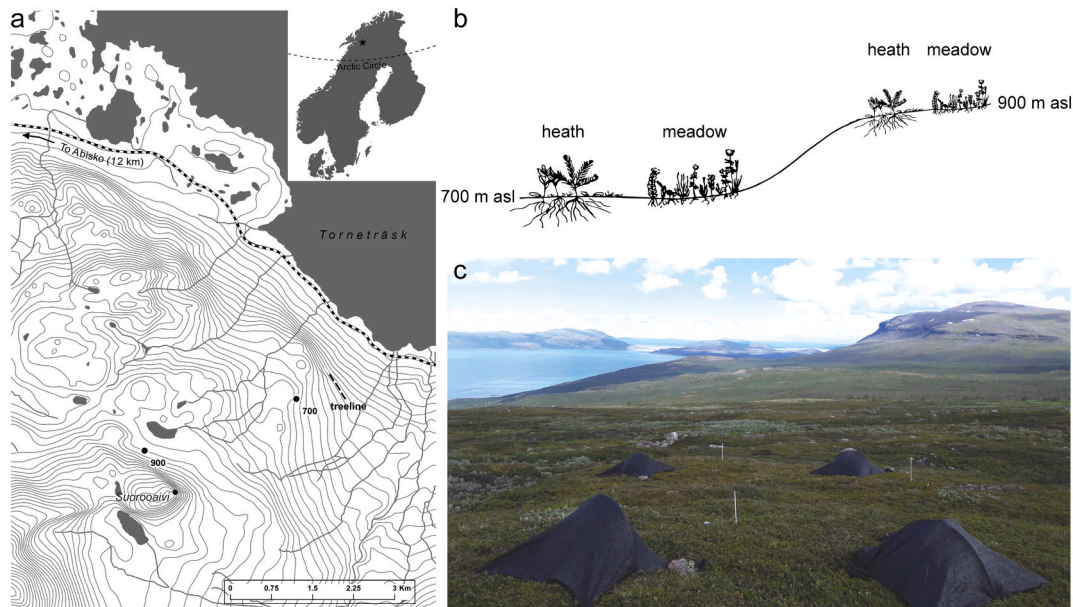 a
Arctic Circle
To Abisko (12 km)
Torneträsk
treeline
700
900
Suorooaivi
0 0.75 1.5 2.25 3 Km
b
heath meadow
900 m asl
heath meadow
700 m asl
c